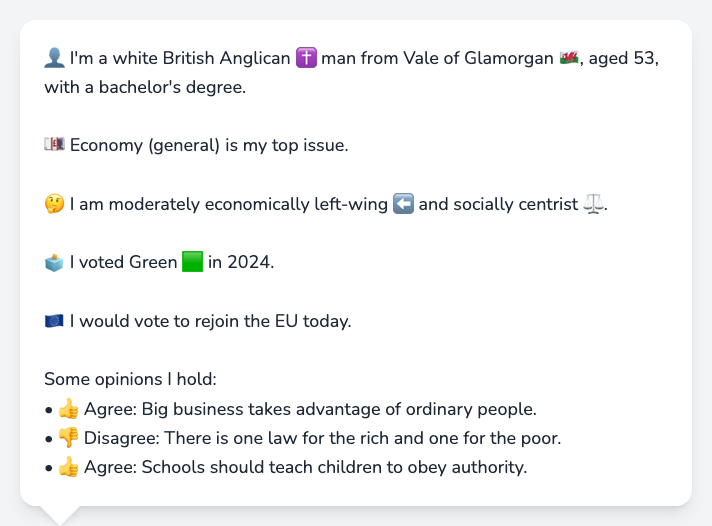 👤 I'm a white British Anglican ✝️ man from Vale of Glamorgan 🏴󠁧󠁢󠁷󠁬󠁳󠁿, aged 53,
with a bachelor's degree.
💷 Economy (general) is my top issue.
🤔 I am moderately economically left-wing ⬅️ and socially centrist ⚖️.
🗳️ I voted Green 🟩 in 2024.
🇪🇺 I would vote to rejoin the EU today.
Some opinions I hold:
• 👍 Agree: Big business takes advantage of ordinary people.
• 👎 Disagree: There is one law for the rich and one for the poor.
• 👍 Agree: Schools should teach children to obey authority.